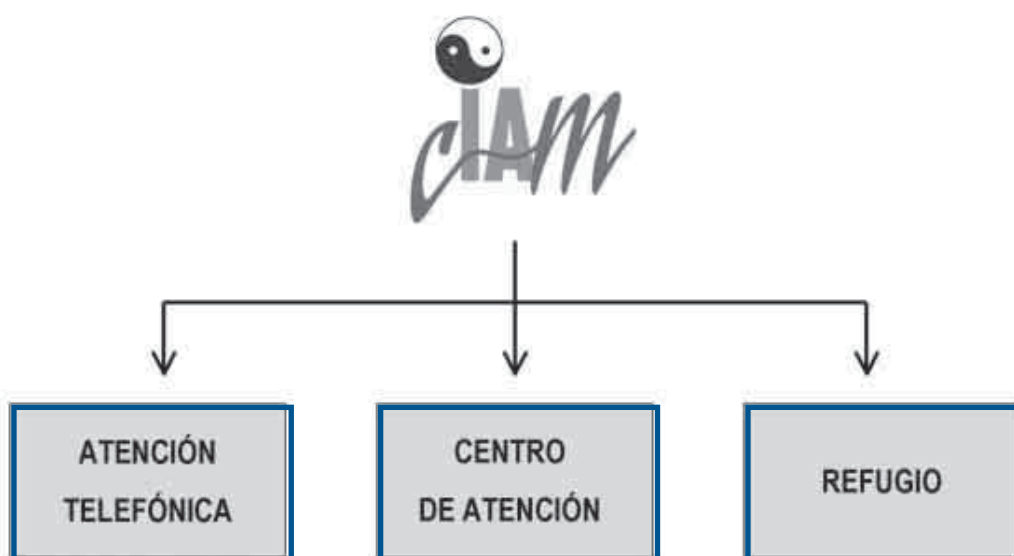 cIAM
ATENCIÓN
TELEFÓNICA
CENTRO
DE ATENCIÓN
REFUGIO